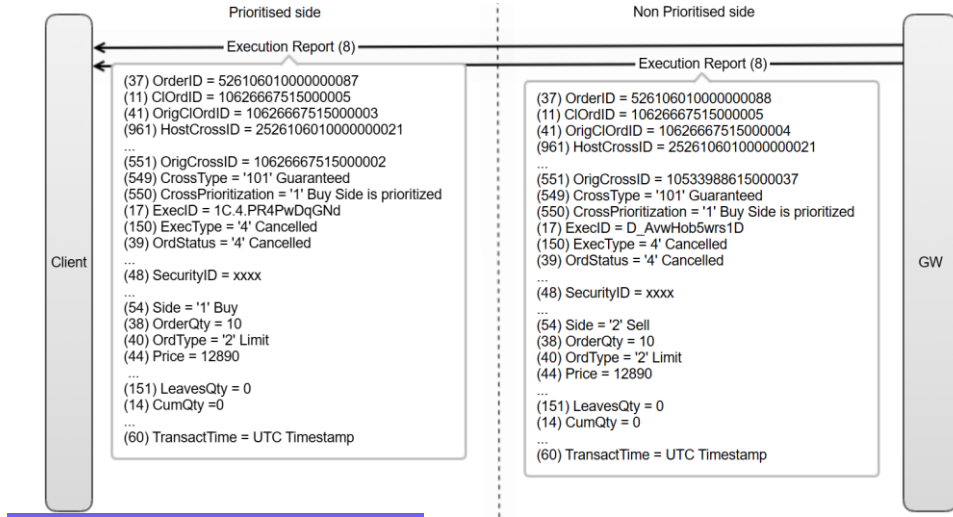 Prioritised side
Non Prioritised side
Execution Report (8)
Execution Report (8)
Client
(37) OrderID = 526106010000000087
(11) ClOrdID = 10626667515000005
(41) OrigClOrdID = 10626667515000003
(961) HostCrossID = 2526106010000000021
...
(551) OrigCrossID = 10626667515000002
(549) CrossType = '101' Guaranteed
(550) CrossPrioritization = '1' Buy Side is prioritized
(17) ExecID = 1C.4.PR4PwDqGNd
(150) ExecType = '4' Cancelled
(39) OrdStatus = '4' Cancelled
...
(48) SecurityID = xxxx
...
(54) Side = '1' Buy
(38) OrderQty = 10
(40) OrdType = '2' Limit
(44) Price = 12890
...
(151) LeavesQty = 0
(14) CumQty =0
...
(60) TransactTime = UTC Timestamp
(37) OrderID = 526106010000000088
(11) ClOrdID = 10626667515000005
(41) OrigClOrdID = 10626667515000004
(961) HostCrossID = 2526106010000000021
...
(551) OrigCrossID = 10533988615000037
(549) CrossType = '101' Guaranteed
(550) CrossPrioritization = '1' Buy Side is prioritized
(17) ExecID = D_AvwHob5wrs1D
(150) ExecType = 4' Cancelled
(39) OrdStatus = '4' Cancelled
...
(48) SecurityID = xxxx
...
(54) Side = '2' Sell
(38) OrderQty = 10
(40) OrdType = '2' Limit
(44) Price = 12890
...
(151) LeavesQty = 0
(14) CumQty = 0
...
(60) TransactTime = UTC Timestamp
GW